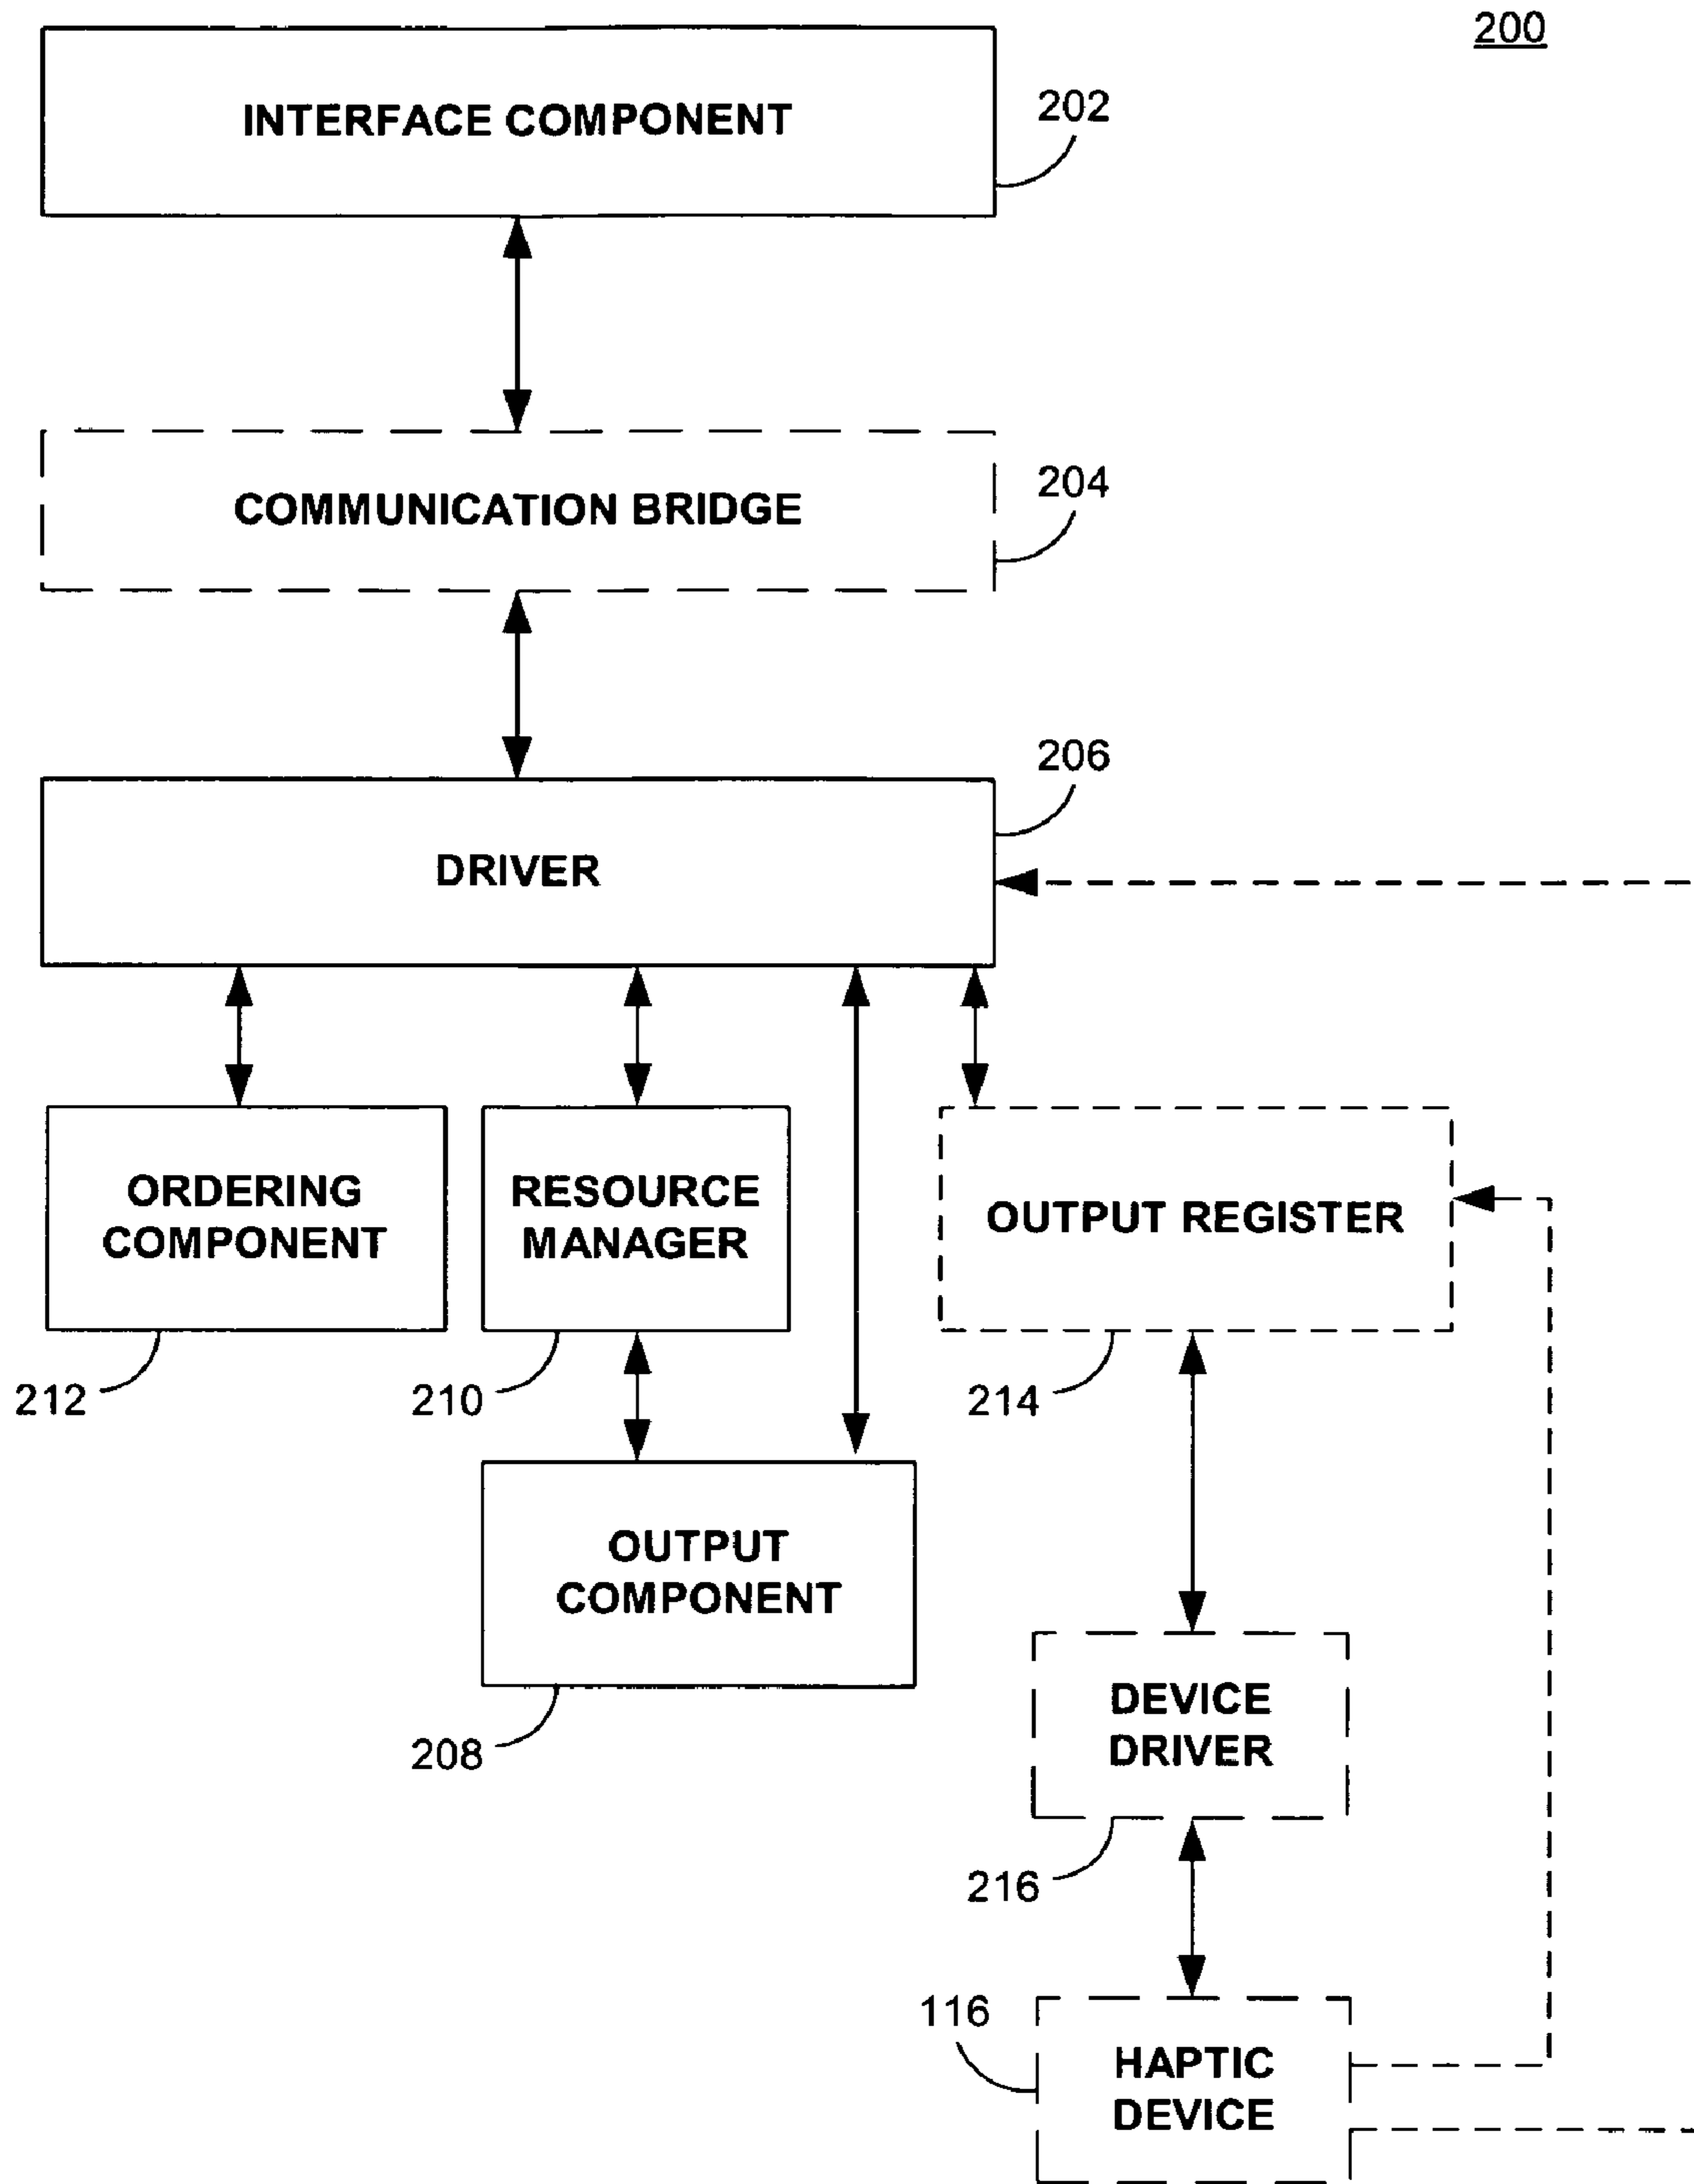 200
INTERFACE COMPONENT
202
COMMUNICATION BRIDGE
204
206
DRIVER
ORDERING
COMPONENT
RESOURCE
MANAGER
OUTPUT REGISTER
212
210
214
OUTPUT
COMPONENT
208
DEVICE
DRIVER
216
116
HAPTIC
DEVICE